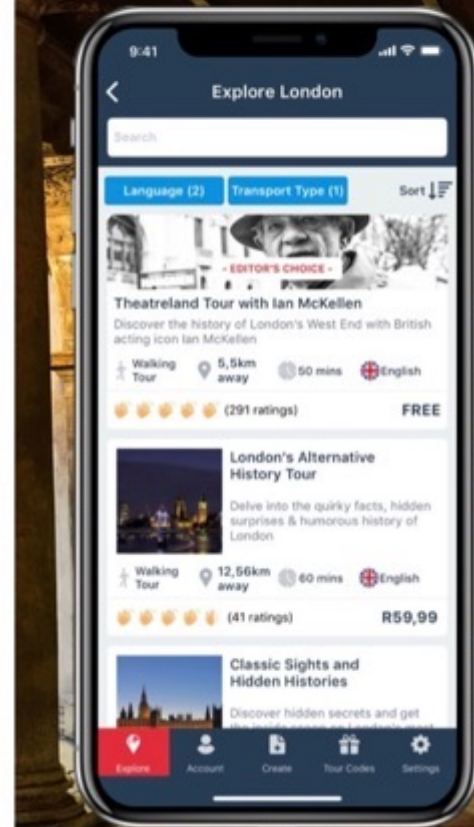 9:41
Explore London
Search
Language (2)
Transport Type (1)
Sort
- EDITOR'S CHOICE -
Theatreland Tour with Ian McKellen
Discover the history of London's West End with British
acting icon Ian McKellen
Walking
Tour
5,5km
away
50 mins
English
(291 ratings)
FREE
London's Alternative
History Tour
Delve into the quirky facts, hidden
surprises & humorous history of
London
Walking
Tour
12,56km
away
60 mins
English
(41 ratings)
R59,99
Classic Sights and
Hidden Histories
Discover hidden secrets and get
Explore
Account
Create
Tour Codes
Settings